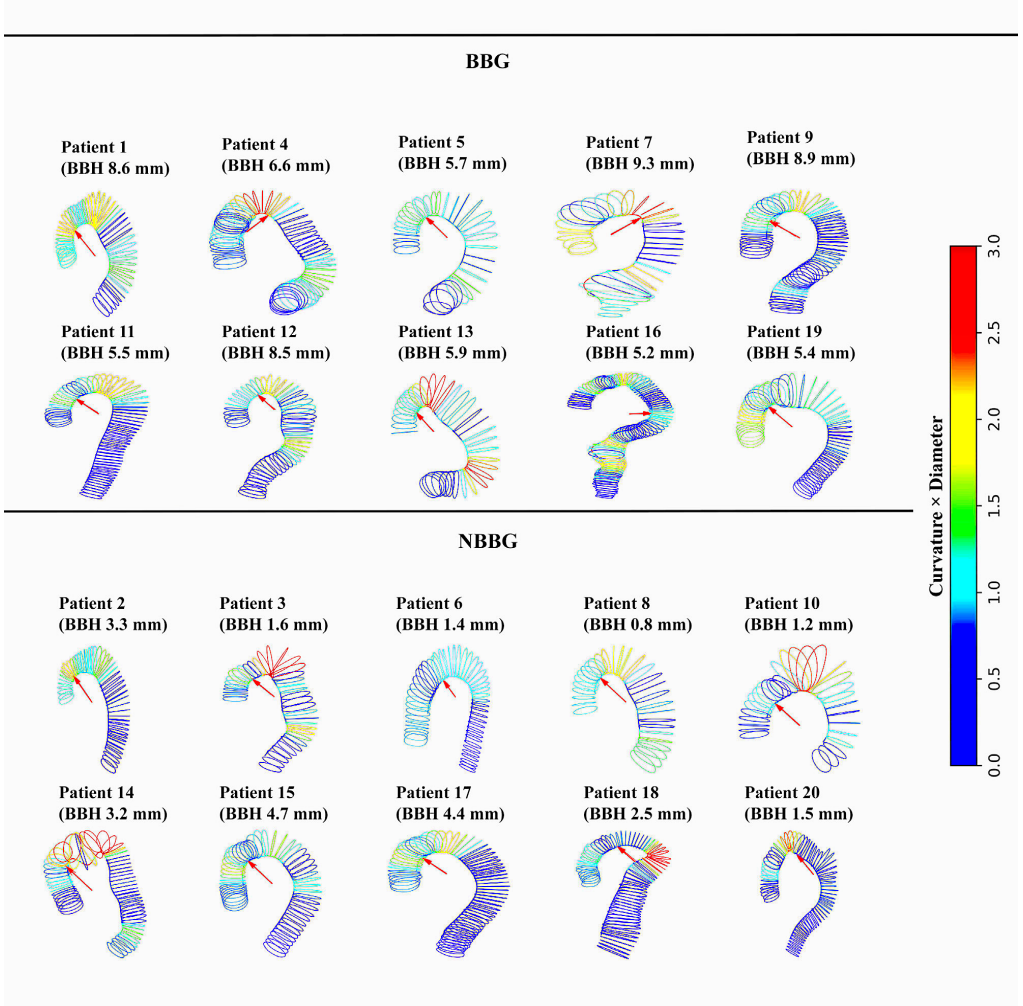 BBG
Patient 1
(BBH 8.6 mm)
Patient 4
(BBH 6.6 mm)
Patient 5
(BBH 5.7 mm)
Patient 7
(BBH 9.3 mm)
Patient 9
(BBH 8.9 mm)
Patient 11
(BBH 5.5 mm)
Patient 12
(BBH 8.5 mm)
Patient 13
(BBH 5.9 mm)
Patient 16
(BBH 5.2 mm)
Patient 19
(BBH 5.4 mm)
NBBG
Patient 2
(BBH 3.3 mm)
Patient 3
(BBH 1.6 mm)
Patient 6
(BBH 1.4 mm)
Patient 8
(BBH 0.8 mm)
Patient 10
(BBH 1.2 mm)
Patient 14
(BBH 3.2 mm)
Patient 15
(BBH 4.7 mm)
Patient 17
(BBH 4.4 mm)
Patient 18
(BBH 2.5 mm)
Patient 20
(BBH 1.5 mm)
Curvature × Diameter
3.0
2.5
2.0
1.5
1.0
0.5
0.0